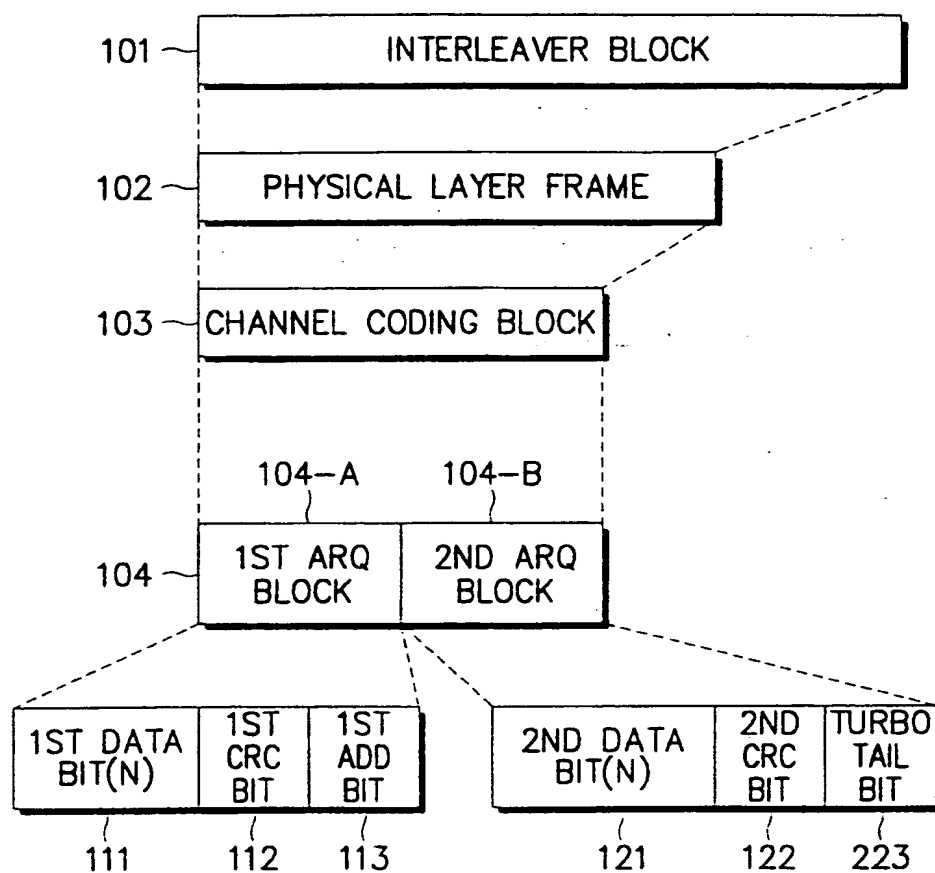 101
INTERLEAVER BLOCK
102
PHYSICAL LAYER FRAME
103
CHANNEL CODING BLOCK
104-A
104-B
104
1ST ARQ
BLOCK
2ND ARQ
BLOCK
1ST DATA
BIT(N)
1ST
CRC
BIT
1ST
ADD
BIT
2ND DATA
BIT(N)
2ND
CRC
BIT
TURBO
TAIL
BIT
111
112
113
121
122
223